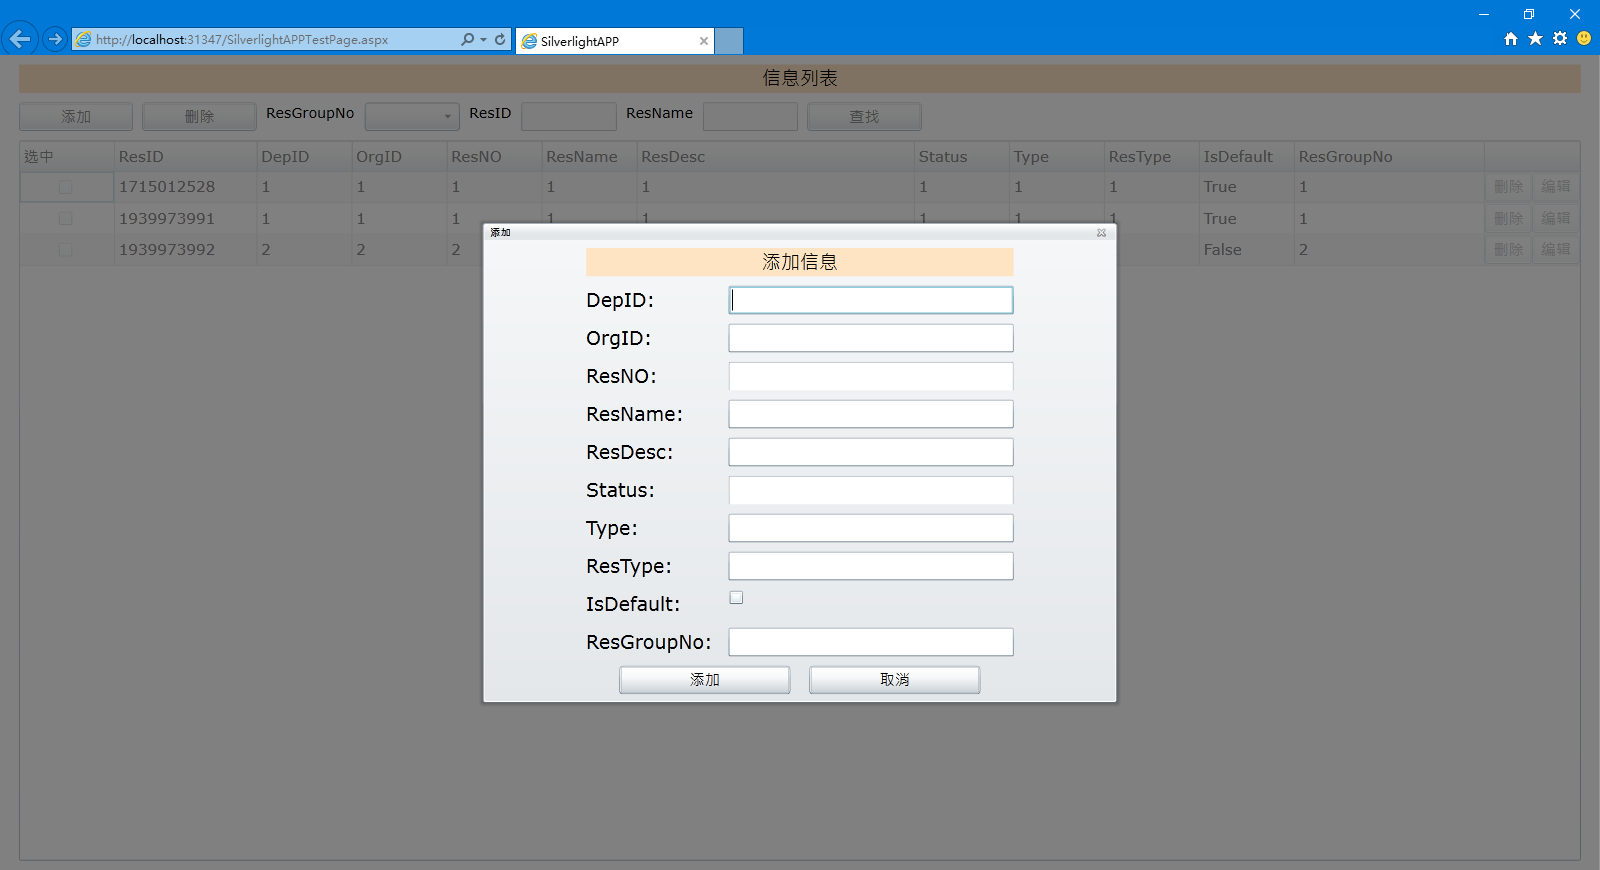 http://localhost:31347/SilverlightAPPTestPage.aspx
SilverlightAPP
信息列表
添加 删除 ResGroupNo ResID ResName 查找
选中 ResID DepID OrgID ResNO ResName ResDesc Status Type ResType IsDefault ResGroupNo
1715012528 1 1 1 1 1 1 1 1 True 1 删除 编辑
1939973991 1 1 1 1 1 1 1 1 True 1 删除 编辑
1939973992 2 2 2 False 2 删除 编辑
添加
添加信息
DepID:
OrgID:
ResNO:
ResName:
ResDesc:
Status:
Type:
ResType:
IsDefault:
ResGroupNo:
添加 取消